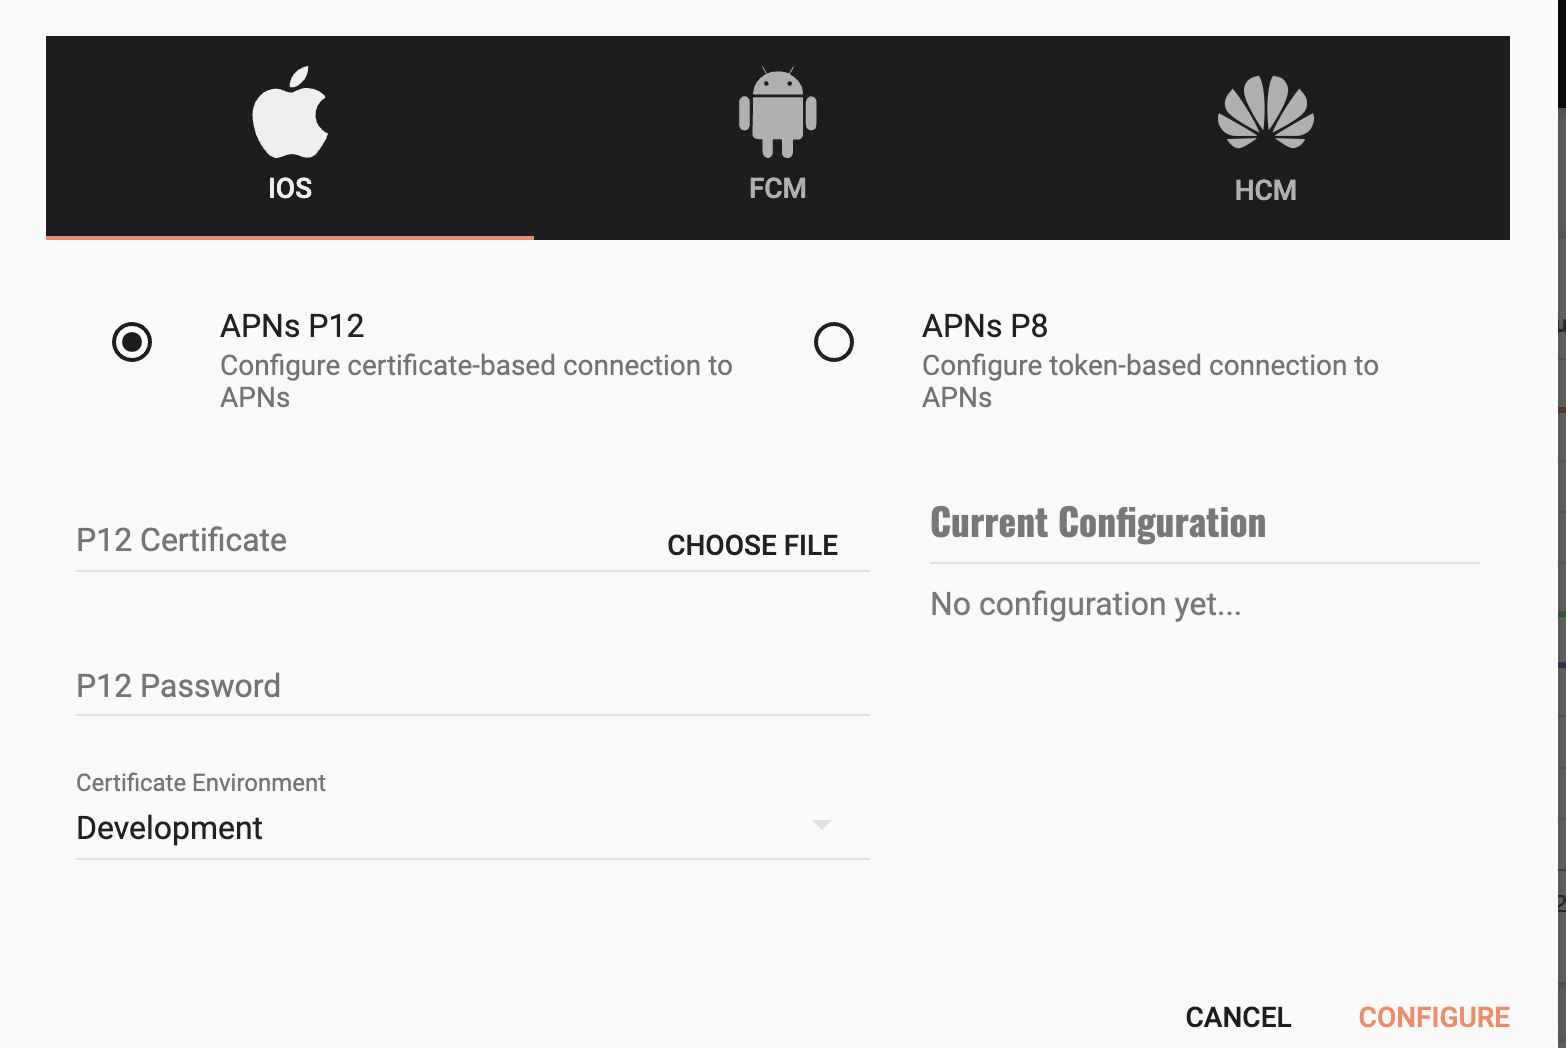 IOS
FCM
HCM
APNs P12
Configure certificate-based connection to
APNs
APNs P8
Configure token-based connection to
APNs
P12 Certificate
CHOOSE FILE
Current Configuration
No configuration yet...
P12 Password
Certificate Environment
Development
CANCEL
CONFIGURE